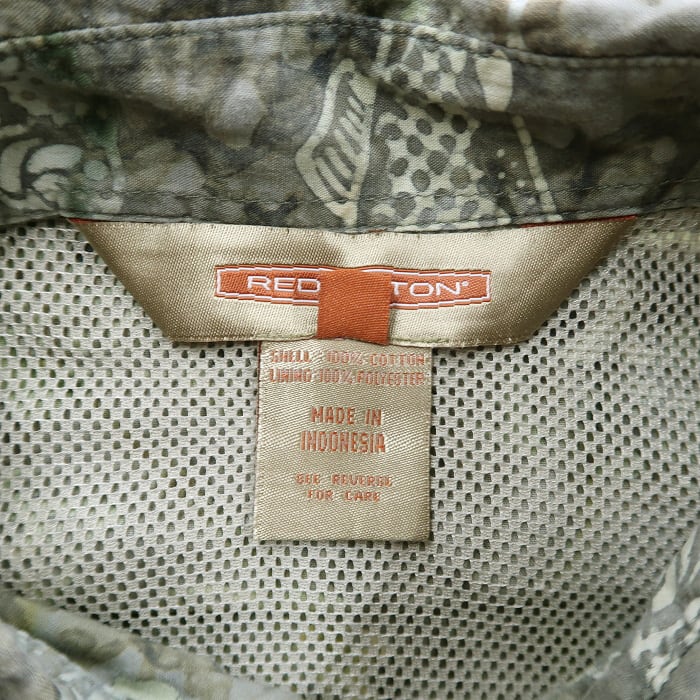 RED TON®
SHELL 100% COTTON
LINING 100% POLYESTER
MADE IN
INDONESIA
SEE REVERSE
FOR CARE